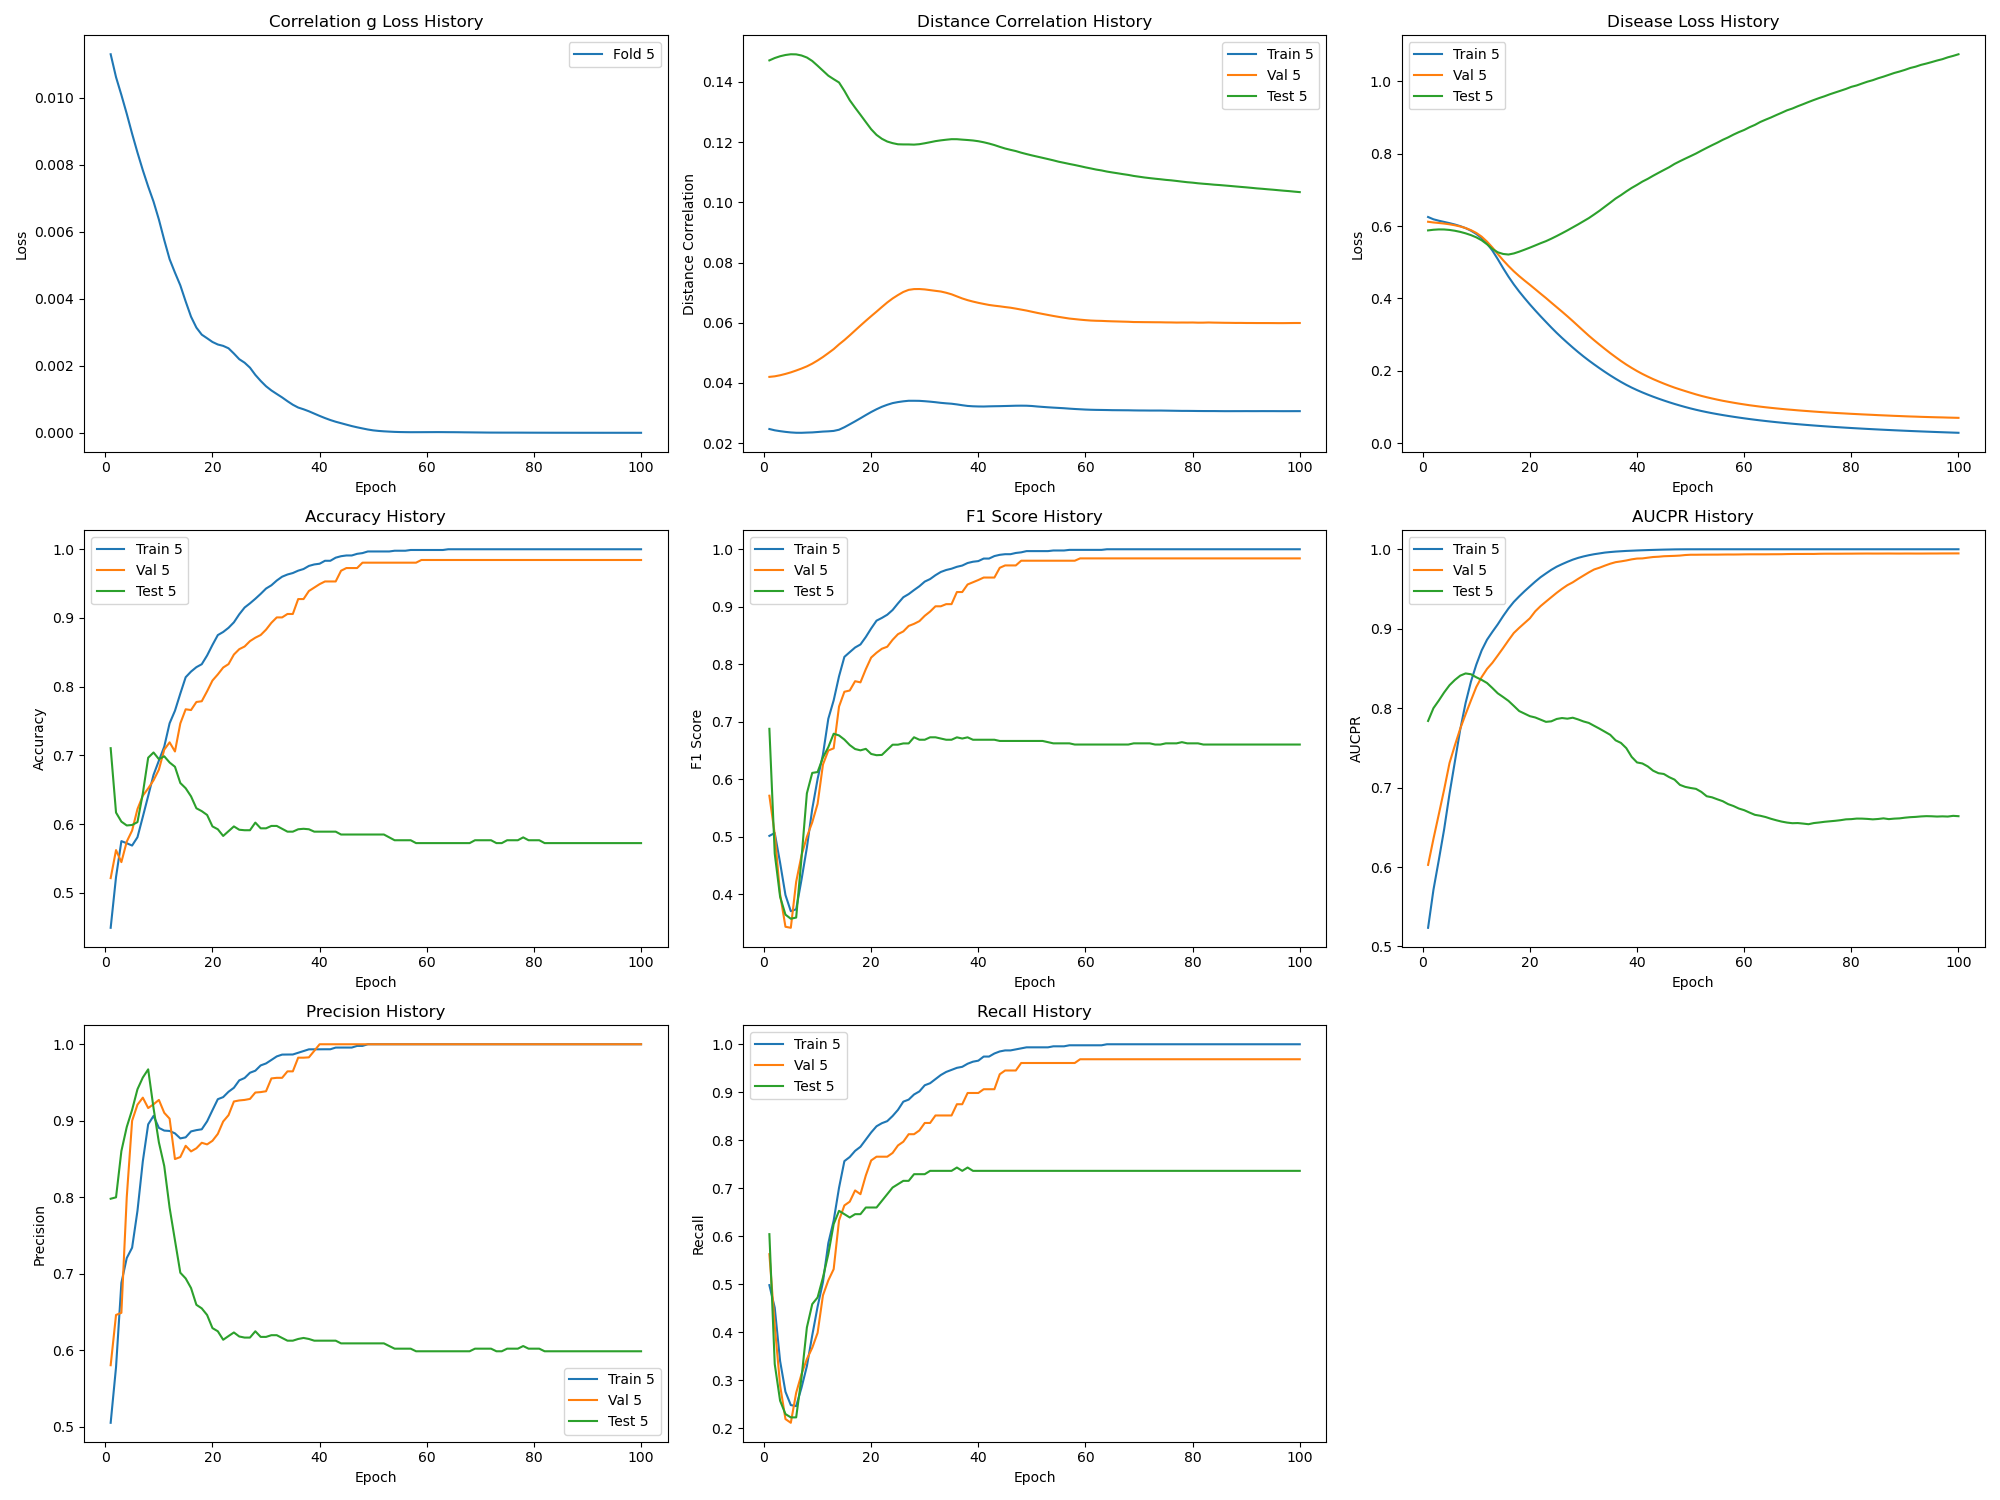 Correlation g Loss History
Loss
0.010
0.008
0.006
0.004
0.002
0.000
0 20 40 60 80 100
Epoch
Fold 5
Distance Correlation History
Distance Correlation
0.14
0.12
0.10
0.08
0.06
0.04
0.02
0 20 40 60 80 100
Epoch
Train 5
Val 5
Test 5
Disease Loss History
Loss
1.0
0.8
0.6
0.4
0.2
0.0
0 20 40 60 80 100
Epoch
Train 5
Val 5
Test 5
Accuracy History
Accuracy
1.0
0.9
0.8
0.7
0.6
0.5
0 20 40 60 80 100
Epoch
Train 5
Val 5
Test 5
F1 Score History
F1 Score
1.0
0.9
0.8
0.7
0.6
0.5
0.4
0 20 40 60 80 100
Epoch
Train 5
Val 5
Test 5
AUCPR History
AUCPR
1.0
0.9
0.8
0.7
0.6
0.5
0 20 40 60 80 100
Epoch
Train 5
Val 5
Test 5
Precision History
Precision
1.0
0.9
0.8
0.7
0.6
0.5
0 20 40 60 80 100
Epoch
Train 5
Val 5
Test 5
Recall History
Recall
1.0
0.9
0.8
0.7
0.6
0.5
0.4
0.3
0.2
0 20 40 60 80 100
Epoch
Train 5
Val 5
Test 5